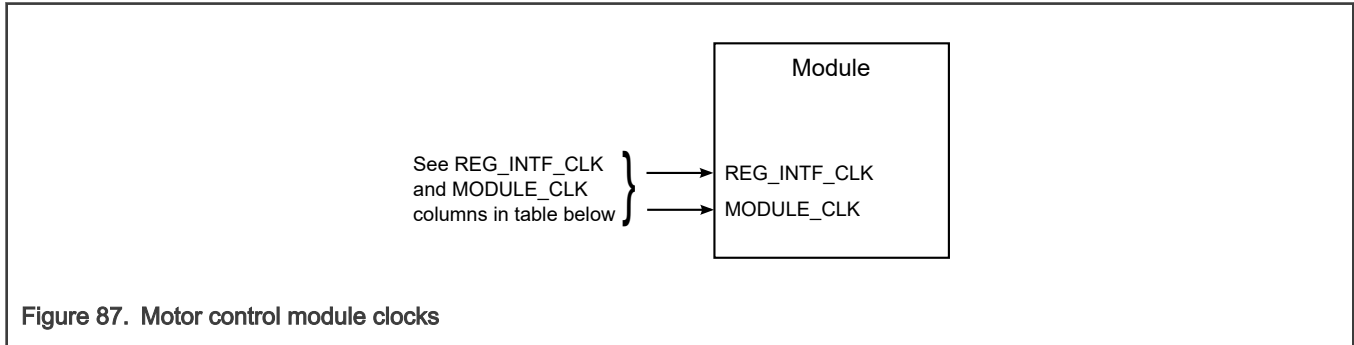 Module
See REG_INTF_CLK
and MODULE_CLK
columns in table below
REG_INTF_CLK
MODULE_CLK
Figure 87. Motor control module clocks